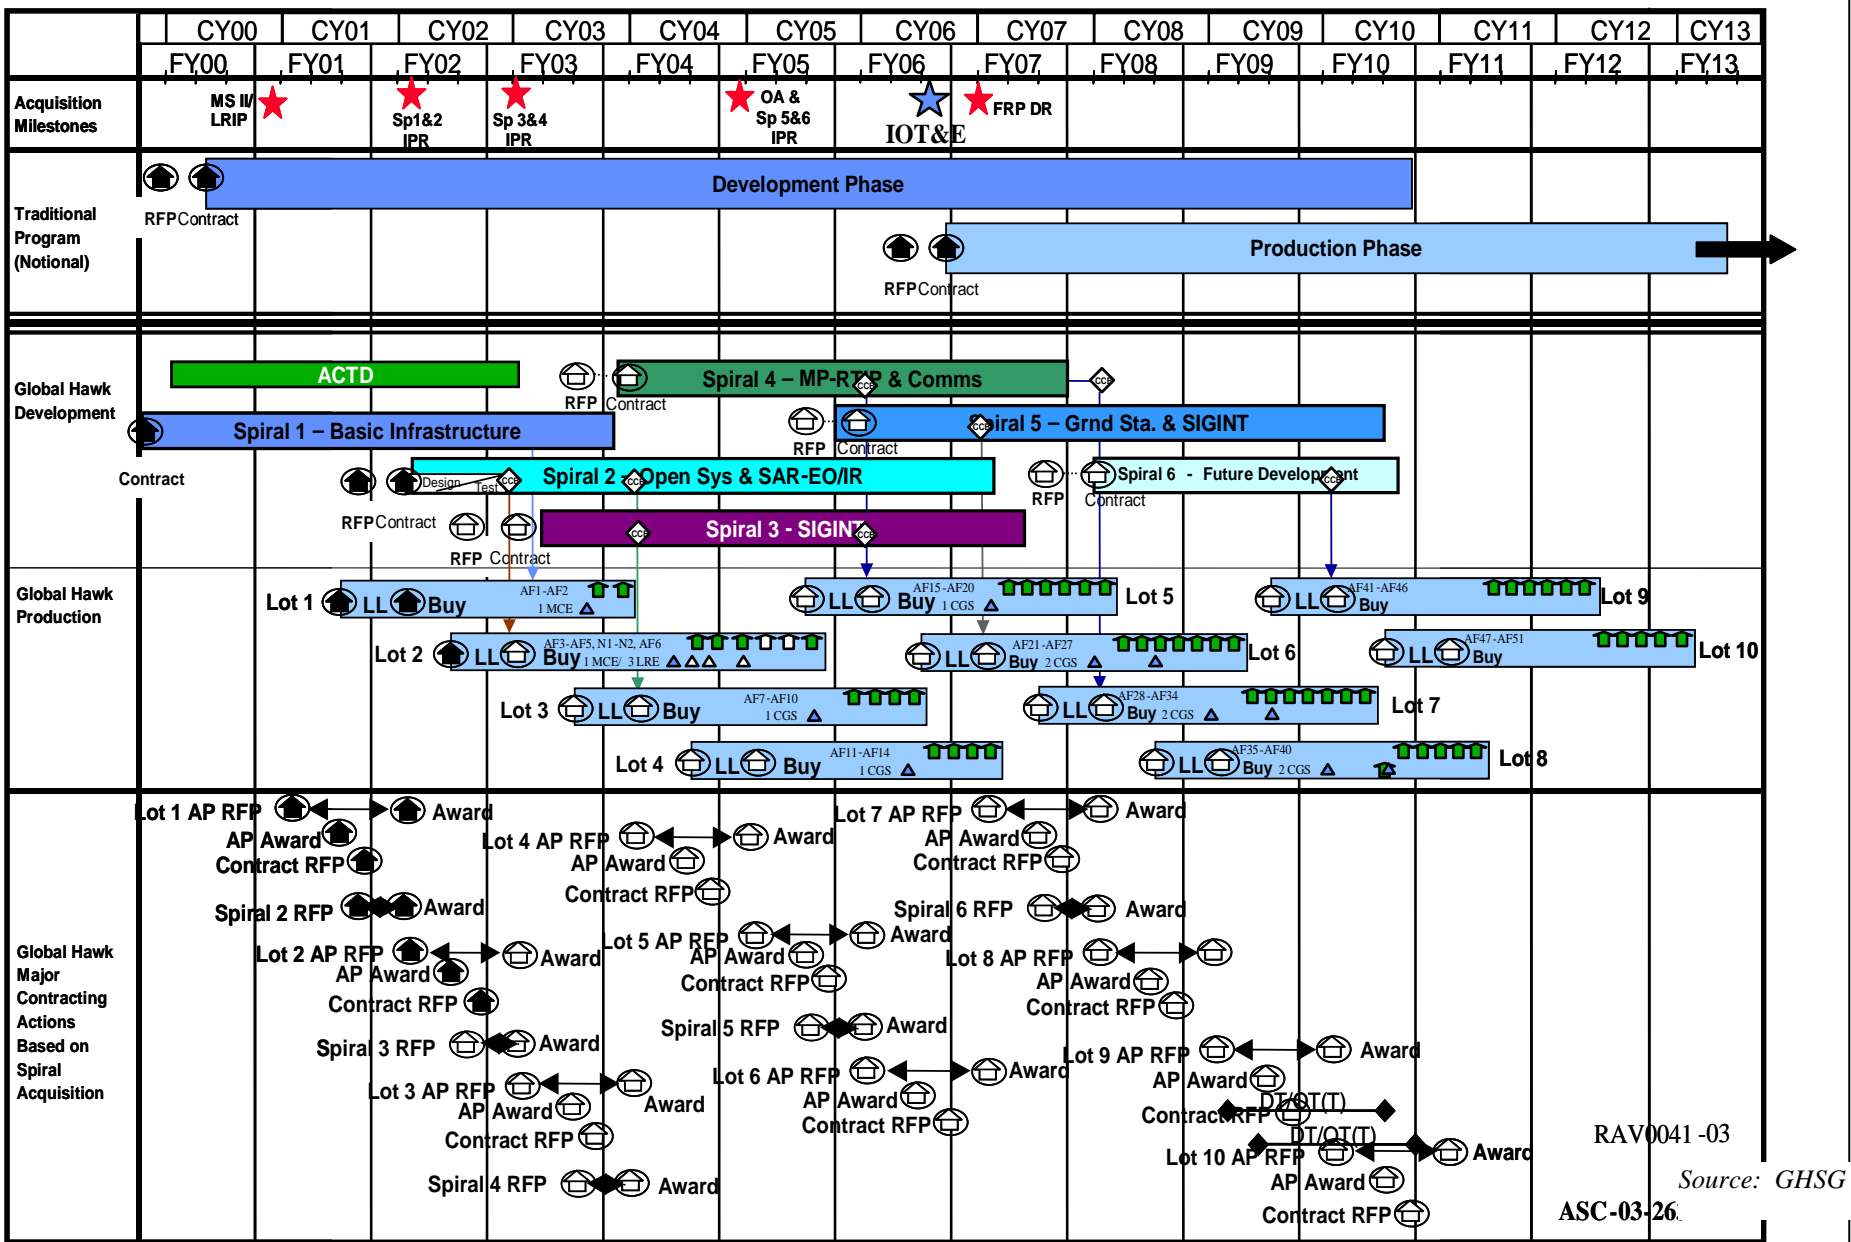 CY00 CY01 CY02 CY03 CY04 CY05 CY06 CY07 CY08 CY09 CY10 CY11 CY12 CY13
FY00 FY01 FY02 FY03 FY04 FY05 FY06 FY07 FY08 FY09 FY10 FY11 FY12 FY13
Acquisition
Milestones
MS II/
LRIP
Sp1&2
IPR
Sp 3&4
IPR
OA &
Sp 5&6
IPR
IOT&E
FRP DR
Traditional
Program
(Notional)
Development Phase
RFP Contract
Production Phase
RFP Contract
Global Hawk
Development
ACTD
RFP Contract
Spiral 4 – MP-RTIP & Comms
CCB
CCB
Contract
Spiral 1 – Basic Infrastructure
RFP Contract
Spiral 5 – Grnd Sta. & SIGINT
CCB
RFP Contract
Design
Test
CCB
Spiral 2 – Open Sys & SAR-EO/IR
CCB
RFP
Contract
Spiral 6 - Future Development
CCB
RFP Contract
Spiral 3 - SIGINT
CCB
CCB
Global Hawk
Production
Lot 1 LL Buy
AF1-AF2
1 MCE
Lot 2 LL Buy
AF3-AF5, N1-N2, AF6
1 MCE/ 3 LRE
Lot 3 LL Buy
AF7-AF10
1 CGS
Lot 4 LL Buy
AF11-AF14
1 CGS
LL Buy
AF15-AF20
1 CGS
Lot 5
LL Buy
AF21-AF27
2 CGS
Lot 6
LL Buy
AF28-AF34
2 CGS
Lot 7
LL Buy
AF35-AF40
2 CGS
Lot 8
LL Buy
AF41-AF46
Lot 9
LL Buy
AF47-AF51
Lot 10
Global Hawk
Major
Contracting
Actions
Based on
Spiral
Acquisition
Lot 1 AP RFP Award
AP Award
Contract RFP
Spiral 2 RFP Award
Lot 2 AP RFP Award
AP Award
Contract RFP
Spiral 3 RFP Award
Lot 3 AP RFP Award
AP Award
Contract RFP
Spiral 4 RFP Award
Lot 4 AP RFP Award
AP Award
Contract RFP
Lot 5 AP RFP Award
AP Award
Contract RFP
Spiral 5 RFP Award
Lot 6 AP RFP Award
AP Award
Contract RFP
Lot 7 AP RFP Award
AP Award
Contract RFP
Spiral 6 RFP Award
Lot 8 AP RFP
AP Award
Contract RFP
Lot 9 AP RFP Award
AP Award
Contract RFP
DT/OT(T)
DT/OT(T)
Lot 10 AP RFP Award
AP Award
Contract RFP
RAV0041-03
Source: GHSG
ASC-03-26